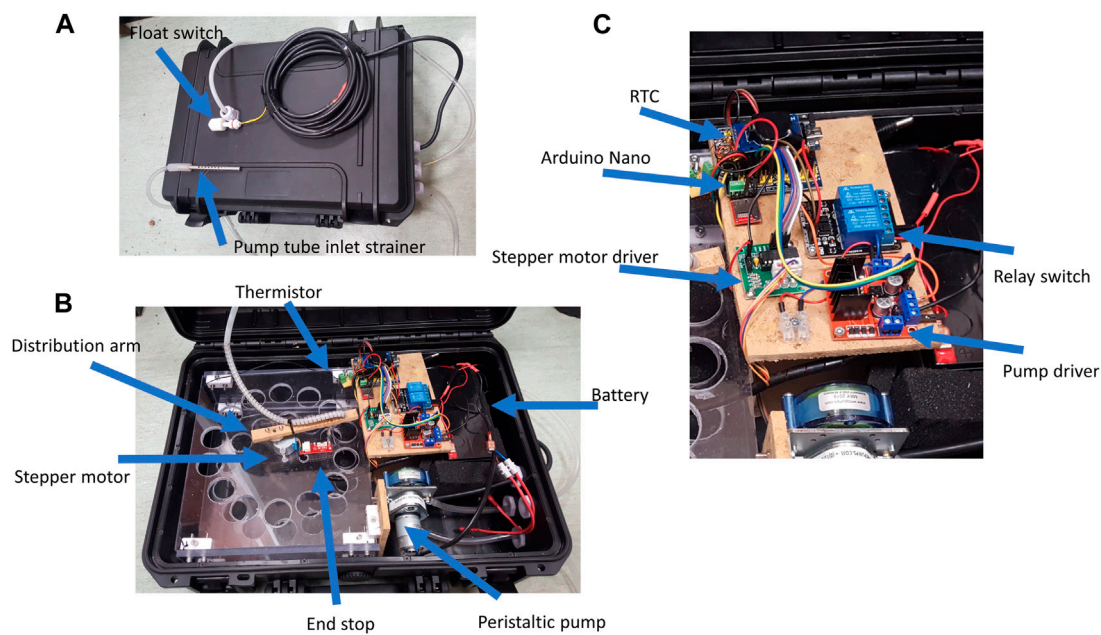 A
Float switch
Pump tube inlet strainer
B
Thermistor
Distribution arm
Stepper motor
Battery
End stop
Peristaltic pump
C
RTC
Arduino Nano
Stepper motor driver
Relay switch
Pump driver